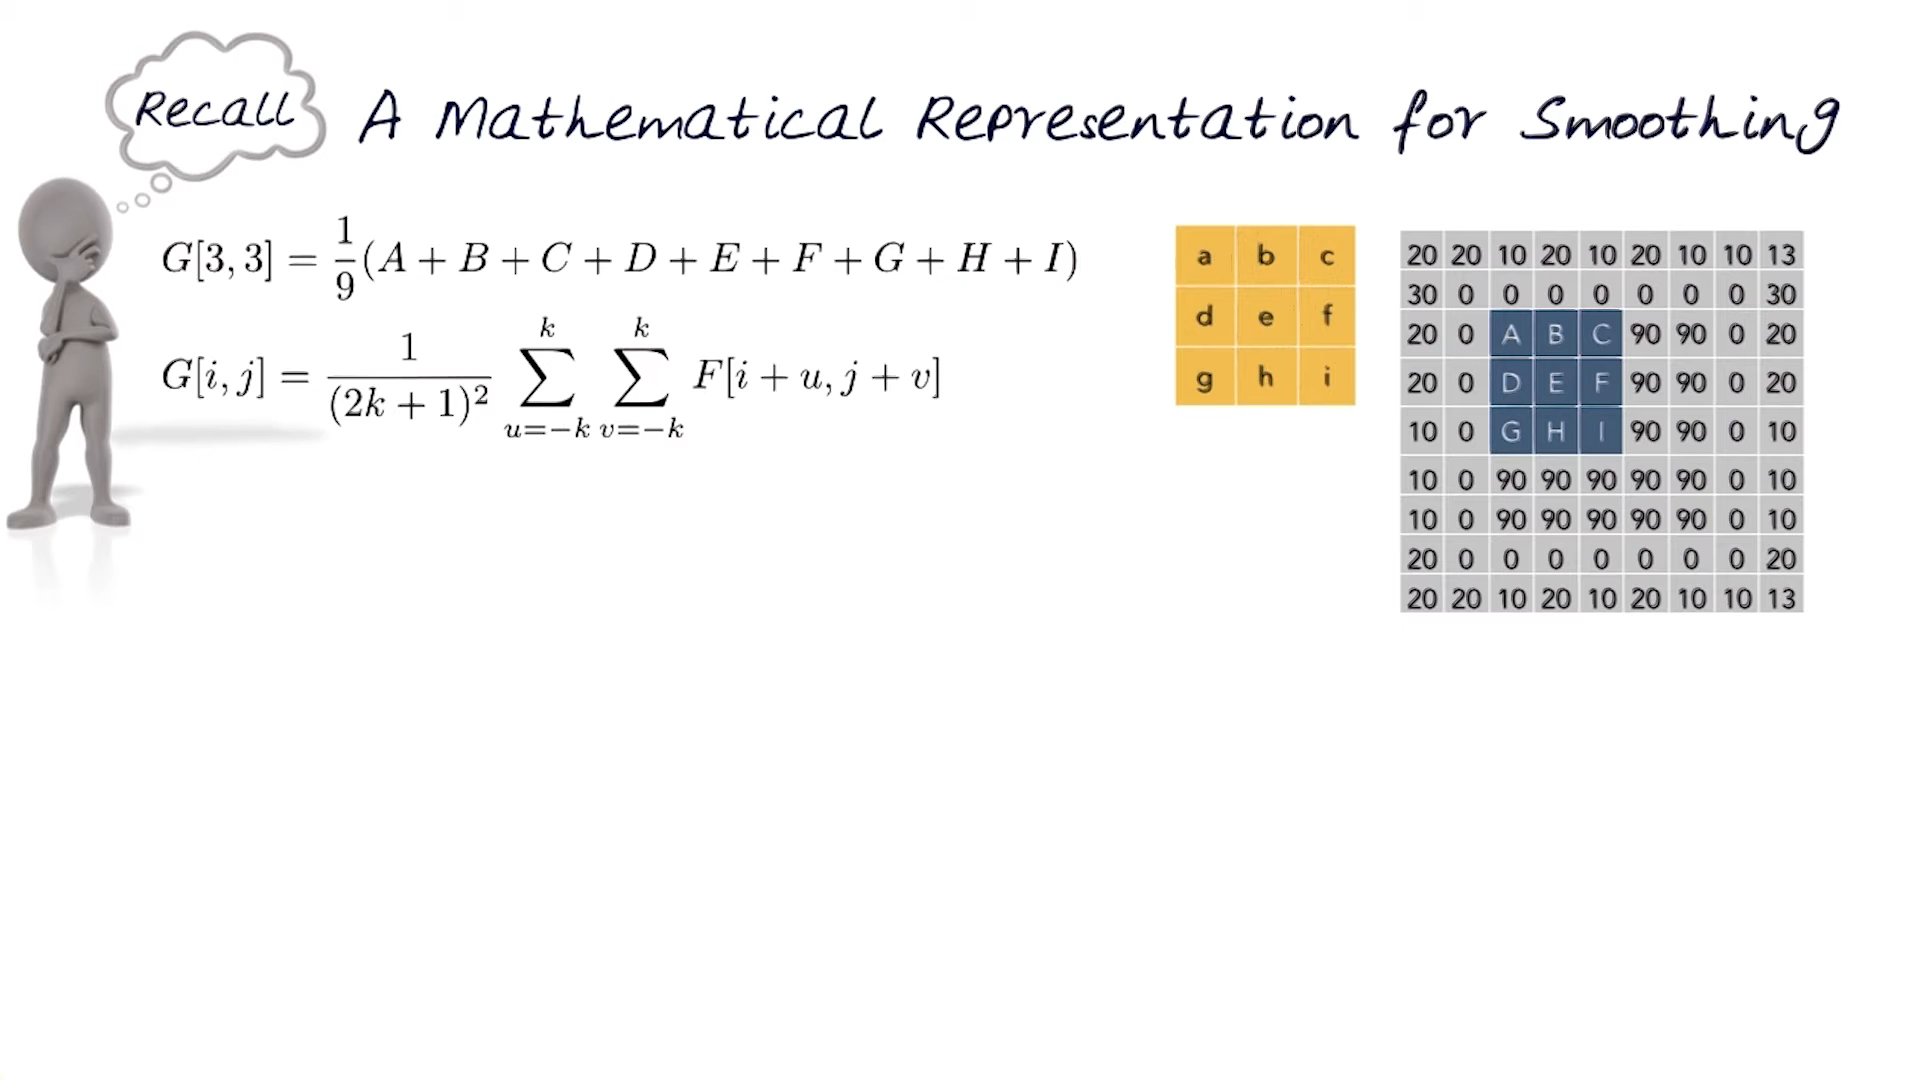 Recall
A Mathematical Representation for Smoothing
G[3, 3] = \frac{1}{9}(A + B + C + D + E + F + G + H + I)
G[i, j] = \frac{1}{(2k + 1)^2} \sum_{u=-k}^{k} \sum_{v=-k}^{k} F[i + u, j + v]
a b c
d e f
g h i
20 20 10 20 10 20 10 10 13
30 0 0 0 0 0 0 0 30
20 0 A B C 90 90 0 20
20 0 D E F 90 90 0 20
10 0 G H I 90 90 0 10
10 0 90 90 90 90 90 0 10
10 0 90 90 90 90 90 0 10
20 0 0 0 0 0 0 0 20
20 20 10 20 10 20 10 10 13